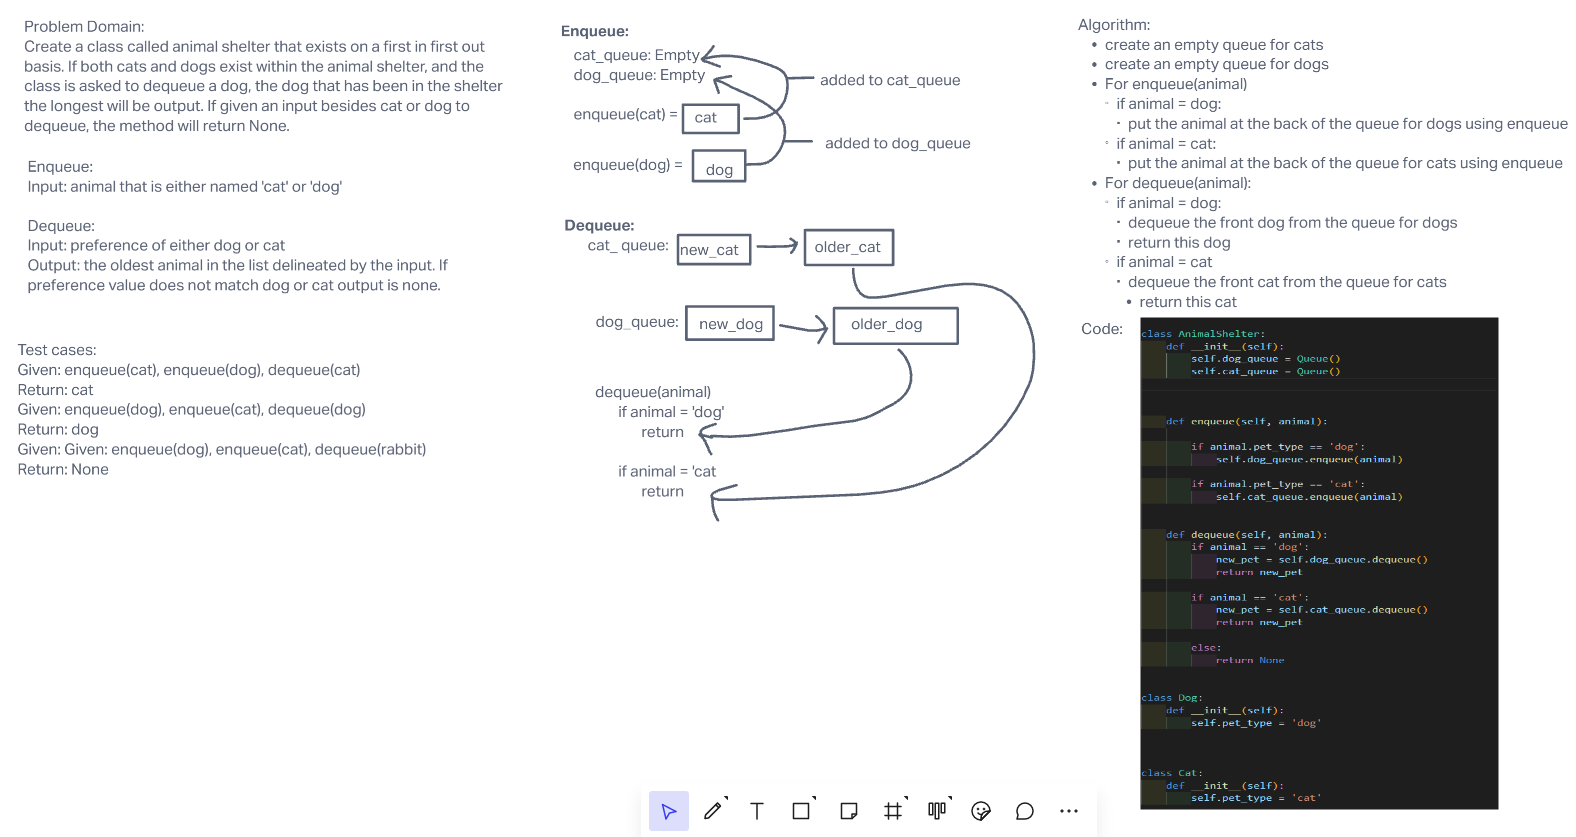 Problem Domain:
Create a class called animal shelter that exists on a first in first out
basis. If both cats and dogs exist within the animal shelter, and the
class is asked to dequeue a dog, the dog that has been in the shelter
the longest will be output. If given an input besides cat or dog to
dequeue, the method will return None.
Enqueue:
Input: animal that is either named 'cat' or 'dog'
Dequeue:
Input: preference of either dog or cat
Output: the oldest animal in the list delineated by the input. If
preference value does not match dog or cat output is none.
Test cases:
Given: enqueue(cat), enqueue(dog), dequeue(cat)
Return: cat
Given: enqueue(dog), enqueue(cat), dequeue(dog)
Return: dog
Given: Given: enqueue(dog), enqueue(cat), dequeue(rabbit)
Return: None
Enqueue:
cat_queue: Empty
dog_queue: Empty
added to cat_queue
enqueue(cat) = cat
added to dog_queue
enqueue(dog) = dog
Dequeue:
cat_ queue: new_cat older_cat
dog_queue: new_dog older_dog
dequeue(animal)
if animal = 'dog'
return
if animal = 'cat
return
Algorithm:
• create an empty queue for cats
• create an empty queue for dogs
• For enqueue(animal)
◦ if animal = dog:
▪ put the animal at the back of the queue for dogs using enqueue
◦ if animal = cat:
▪ put the animal at the back of the queue for cats using enqueue
• For dequeue(animal):
◦ if animal = dog:
▪ dequeue the front dog from the queue for dogs
▪ return this dog
◦ if animal = cat
▪ dequeue the front cat from the queue for cats
• return this cat
Code:
class AnimalShelter:
def __init__(self):
self.dog_queue = Queue()
self.cat_queue = Queue()
def enqueue(self, animal):
if animal.pet_type == 'dog':
self.dog_queue.enqueue(animal)
if animal.pet_type == 'cat':
self.cat_queue.enqueue(animal)
def dequeue(self, animal):
if animal == 'dog':
new_pet = self.dog_queue.dequeue()
return new_pet
if animal == 'cat':
new_pet = self.cat_queue.dequeue()
return new_pet
else:
return None
class Dog:
def __init__(self):
self.pet_type = 'dog'
class Cat:
def __init__(self):
self.pet_type = 'cat'